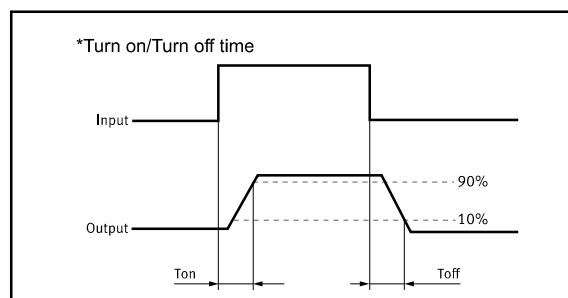 *Turn on/Turn off time
Input
90%
10%
Output
Ton
Toff